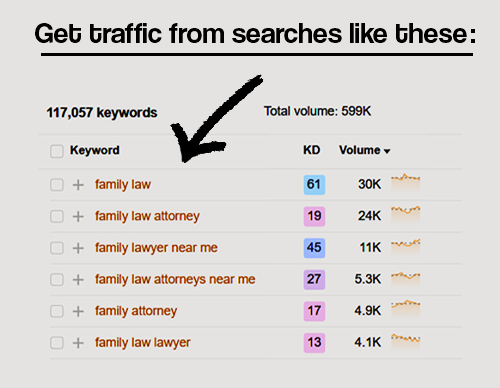 Get traffic from searches like these:
117,057 keywords Total volume: 599K
Keyword KD Volume
family law 61 30K
family law attorney 19 24K
family lawyer near me 45 11K
family law attorneys near me 27 5.3K
family attorney 17 4.9K
family law lawyer 13 4.1K